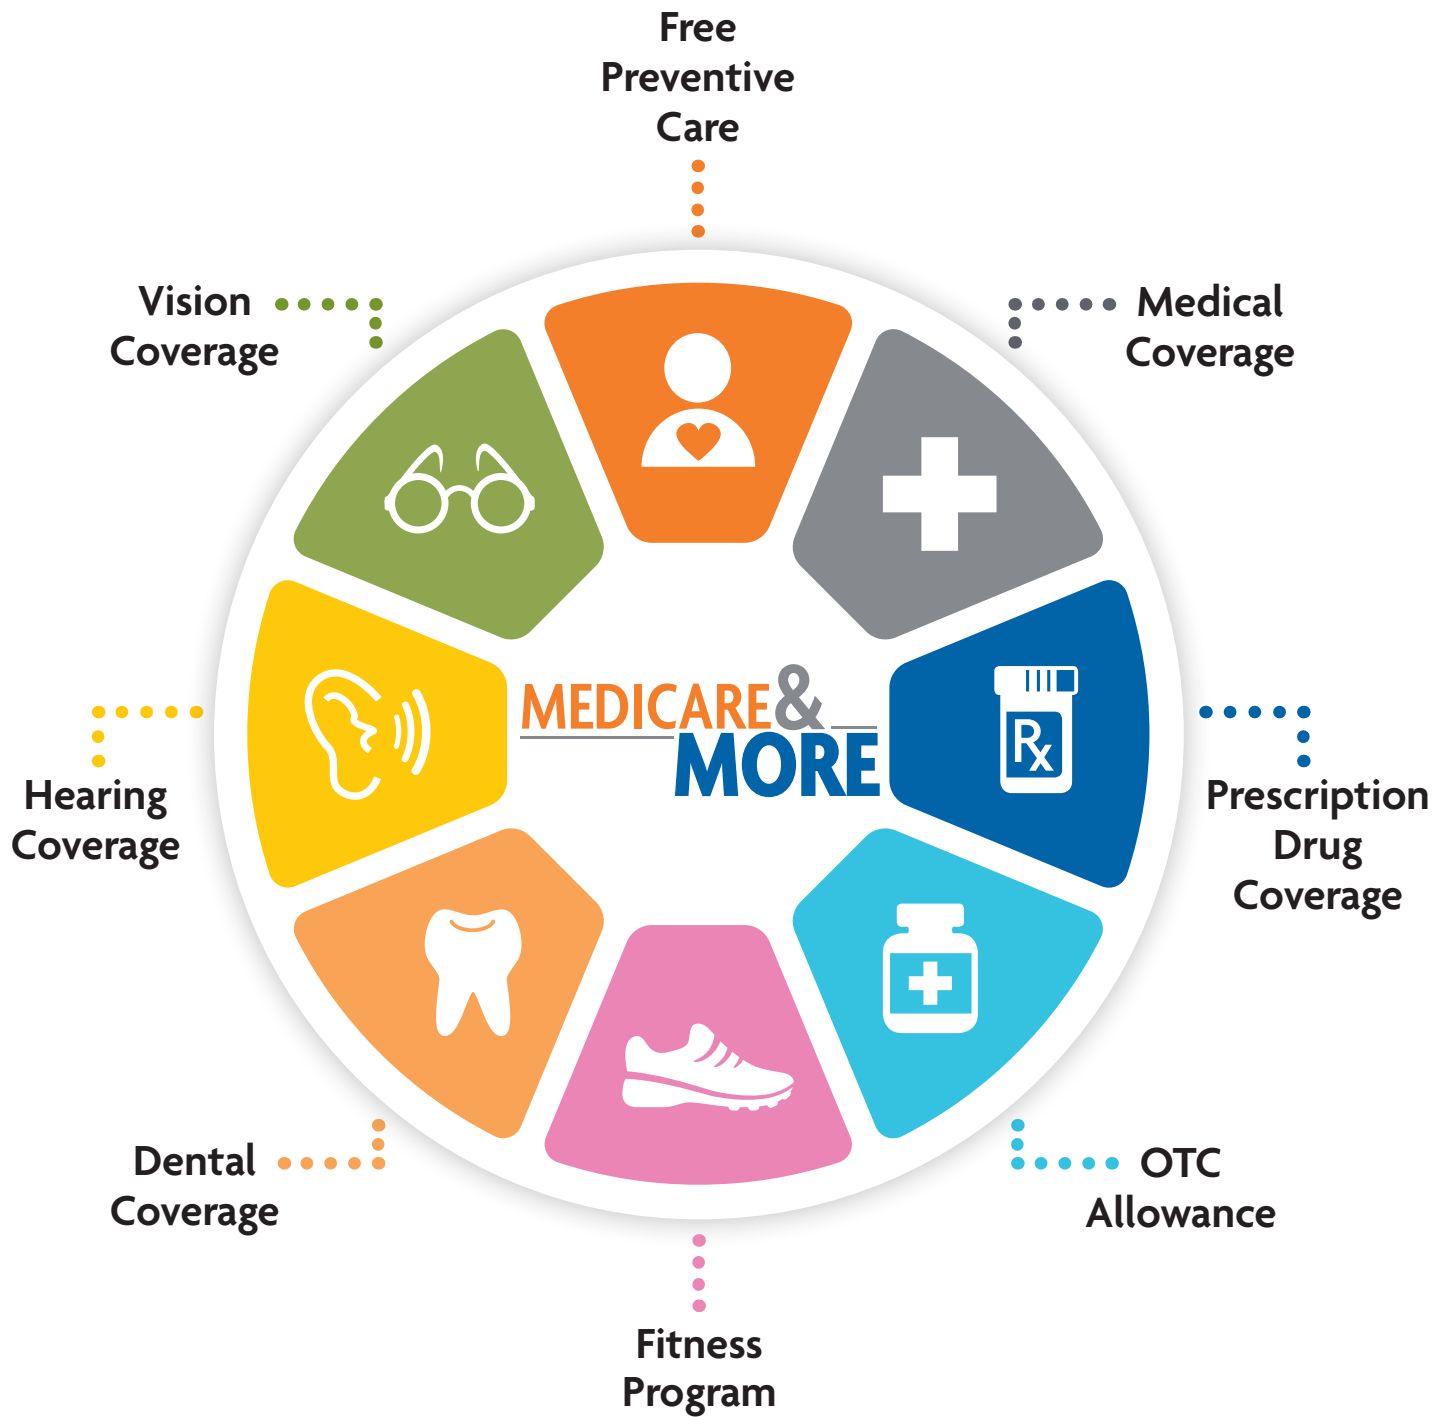 Free
Preventive
Care
Vision
Coverage
Medical
Coverage
MEDICARE&
MORE
Rx
Hearing
Coverage
Prescription
Drug
Coverage
Dental
Coverage
OTC
Allowance
Fitness
Program